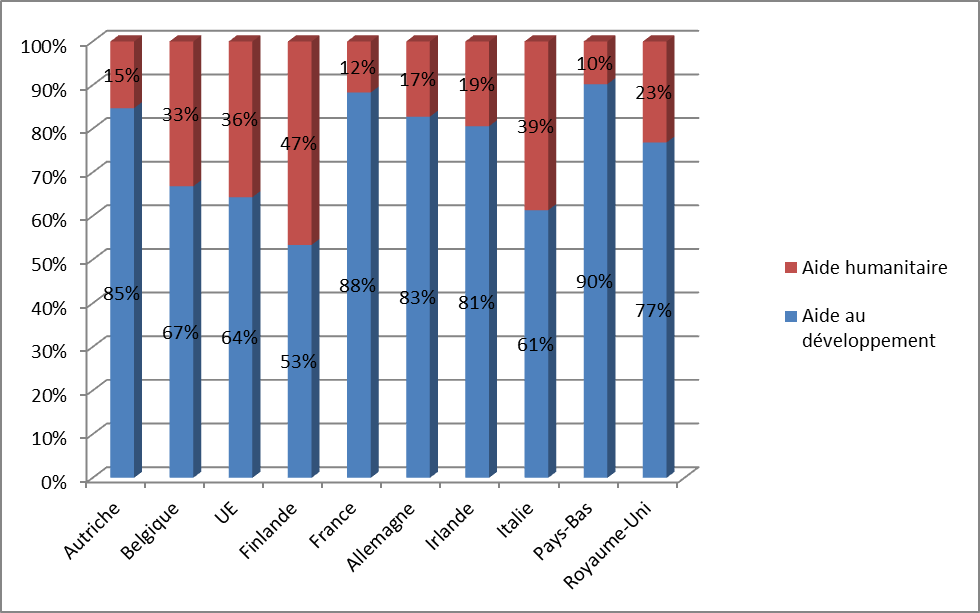 100%
90%
80%
70%
60%
50%
40%
30%
20%
10%
0%
15% 33% 36% 47% 12% 17% 19% 39% 10% 23%
85% 67% 64% 53% 88% 83% 81% 61% 90% 77%
Autriche Belgique UE Finlande France Allemagne Irlande Italie Pays-Bas Royaume-Uni
Aide humanitaire
Aide au
développement